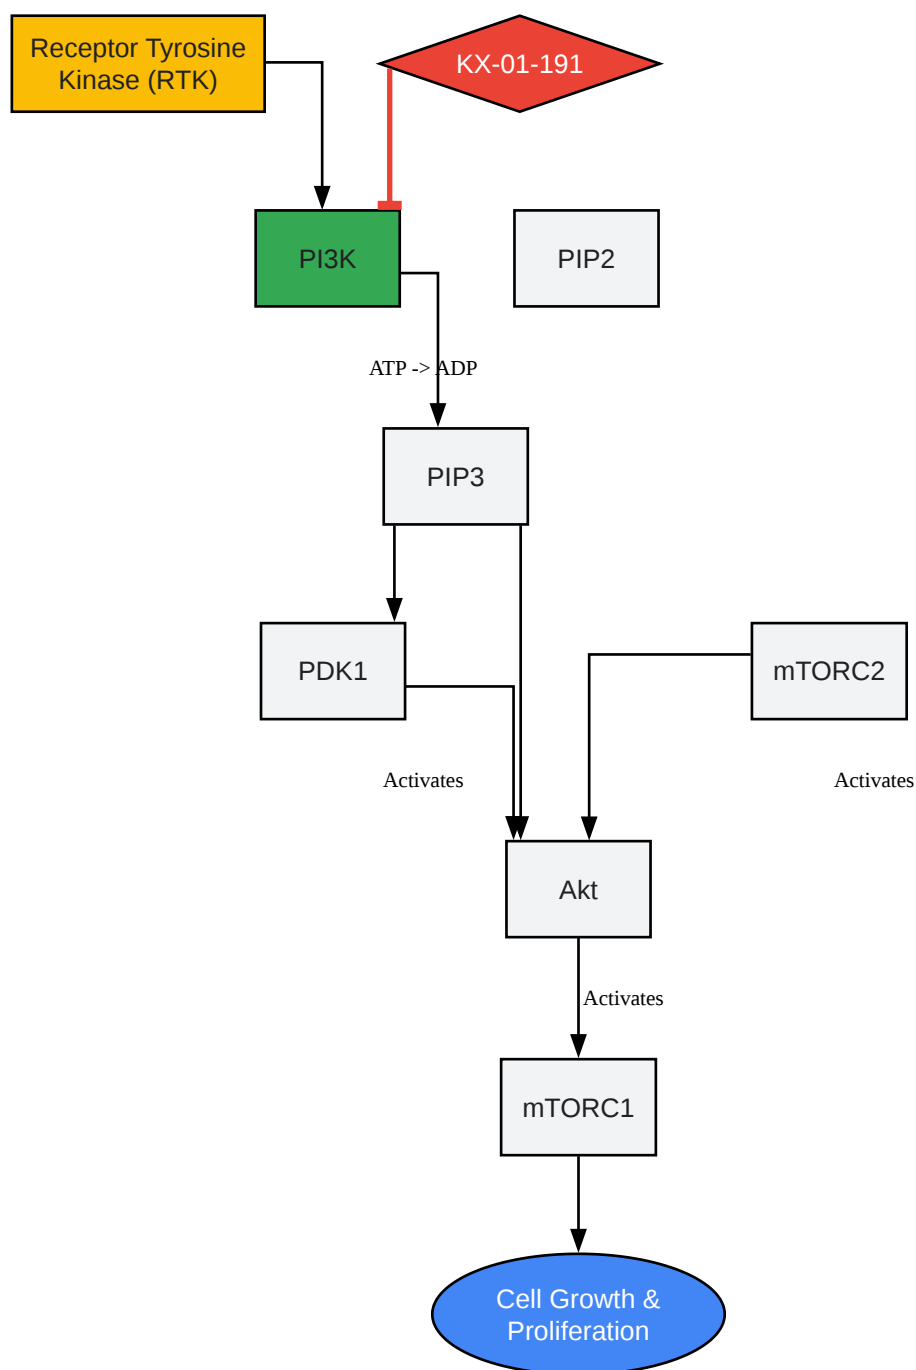 Receptor Tyrosine
Kinase (RTK)
KX-01-191
PI3K
PIP2
ATP -> ADP
PIP3
PDK1
mTORC2
Activates
Activates
Akt
Activates
mTORC1
Cell Growth &
Proliferation